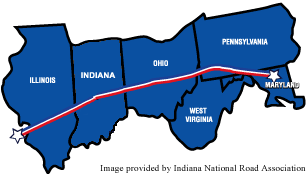 PENNSYLVANIA
OHIO
INDIANA
ILLINOIS
MARYLAND
WEST
VIRGINIA
Image provided by Indiana National Road Association